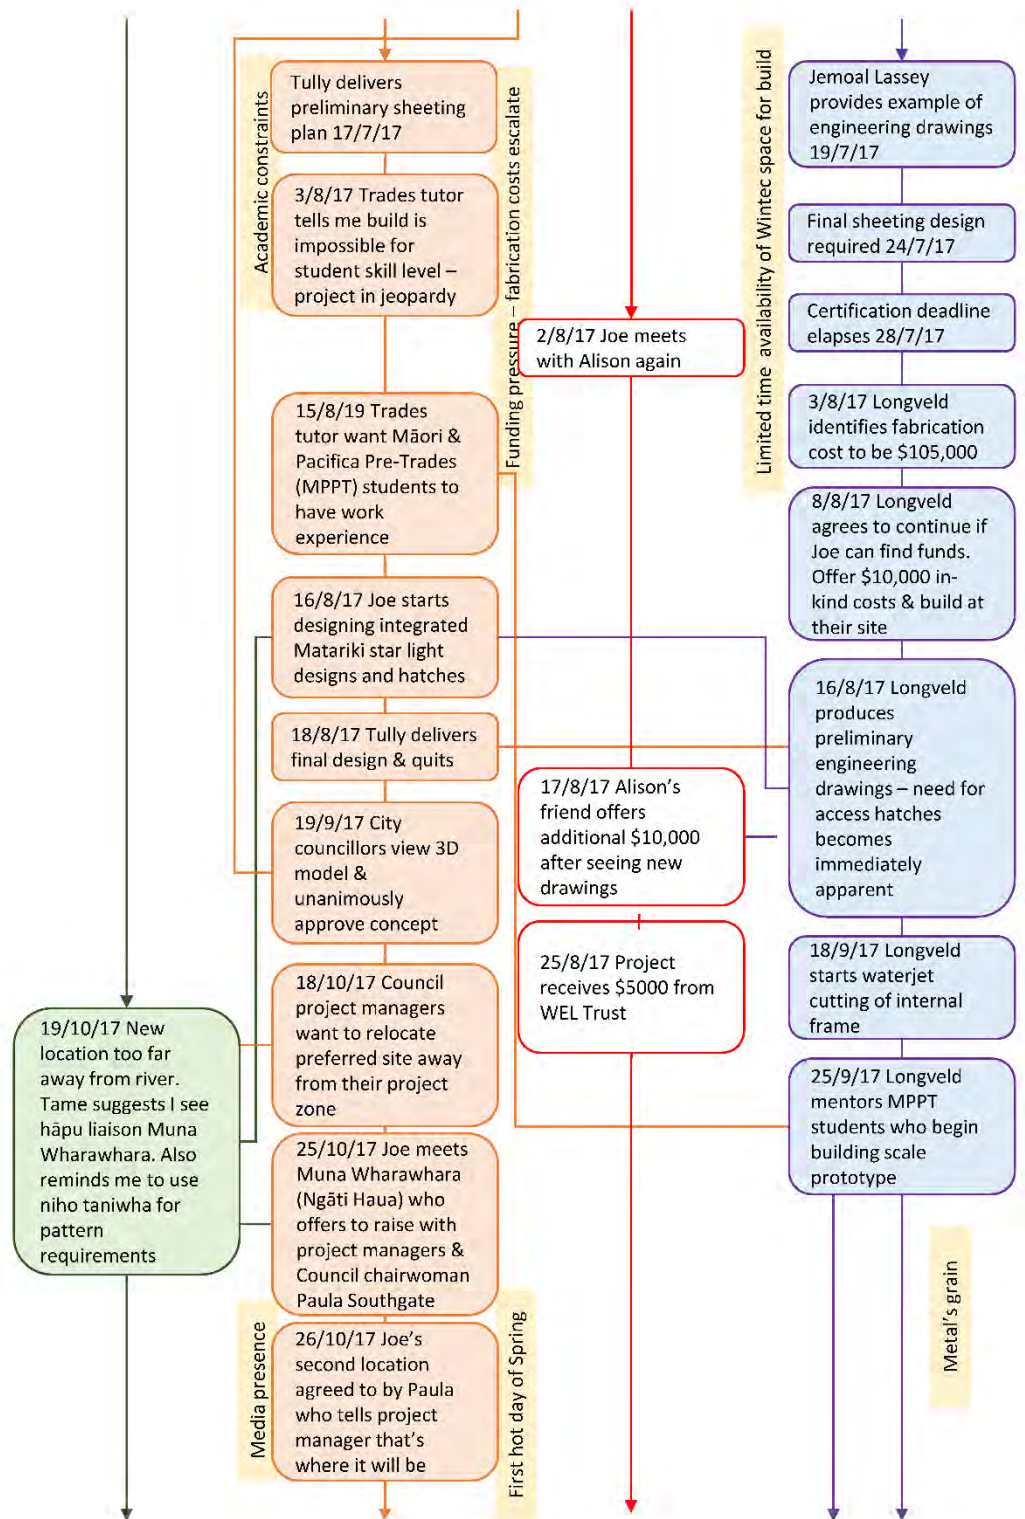 Academic constraints
Tully delivers
preliminary sheeting
plan 17/7/17
3/8/17 Trades tutor
tells me build is
impossible for
student skill level –
project in jeopardy
Funding pressure – fabrication costs escalate
15/8/19 Trades
tutor want Māori &
Pacifica Pre-Trades
(MPPT) students to
have work
experience
16/8/17 Joe starts
designing integrated
Matariki star light
designs and hatches
18/8/17 Tully delivers
final design & quits
19/9/17 City
councillors view 3D
model &
unanimously
approve concept
18/10/17 Council
project managers
want to relocate
preferred site away
from their project
zone
25/10/17 Joe meets
Muna Wharawhara
(Ngāti Haua) who
offers to raise with
project managers &
Council chairwoman
Paula Southgate
Media presence
26/10/17 Joe's
second location
agreed to by Paula
who tells project
manager that's
where it will be
First hot day of Spring
19/10/17 New
location too far
away from river.
Tame suggests I see
hāpu liaison Muna
Wharawhara. Also
reminds me to use
niho taniwha for
pattern
requirements
2/8/17 Joe meets
with Alison again
17/8/17 Alison's
friend offers
additional $10,000
after seeing new
drawings
25/8/17 Project
receives $5000 from
WEL Trust
Limited time availability of Wintec space for build
Jemoal Lassey
provides example of
engineering drawings
19/7/17
Final sheeting design
required 24/7/17
Certification deadline
elapses 28/7/17
3/8/17 Longveld
identifies fabrication
cost to be $105,000
8/8/17 Longveld
agrees to continue if
Joe can find funds.
Offer $10,000 in-
kind costs & build at
their site
16/8/17 Longveld
produces
preliminary
engineering
drawings – need for
access hatches
becomes
immediately
apparent
18/9/17 Longveld
starts waterjet
cutting of internal
frame
25/9/17 Longveld
mentors MPPT
students who begin
building scale
prototype
Metal's grain